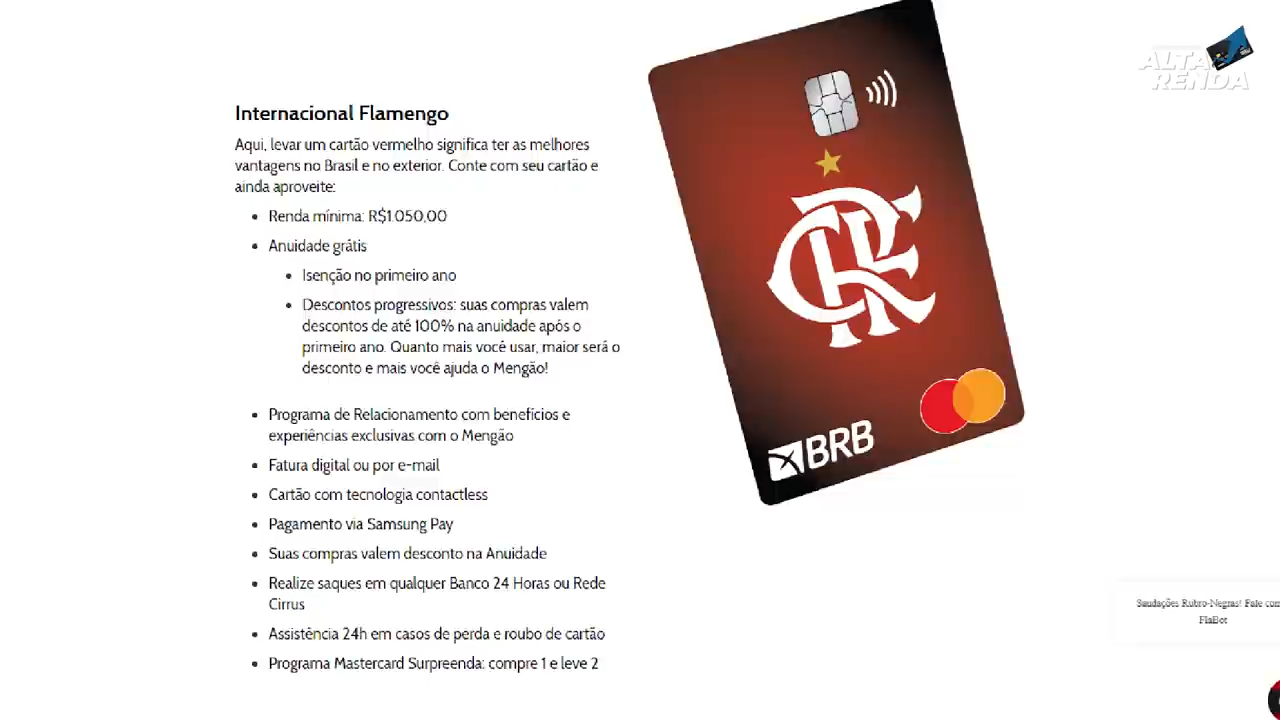 ALTA
RENDA
Internacional Flamengo
Aqui, levar um cartão vermelho significa ter as melhores
vantagens no Brasil e no exterior. Conte com seu cartão e
ainda aproveite:
• Renda mínima: R$1.050,00
• Anuidade grátis
• Isenção no primeiro ano
• Descontos progressivos: suas compras valem
descontos de até 100% na anuidade após o
primeiro ano. Quanto mais você usar, maior será o
desconto e mais você ajuda o Mengão!
• Programa de Relacionamento com benefícios e
experiências exclusivas com o Mengão
• Fatura digital ou por e-mail
• Cartão com tecnologia contactless
• Pagamento via Samsung Pay
• Suas compras valem desconto na Anuidade
• Realize saques em qualquer Banco 24 Horas ou Rede
Cirrus
• Assistência 24h em casos de perda e roubo de cartão
• Programa Mastercard Surpreenda: compre 1 e leve 2
CRF
BRB
Saudações Rubro-Negras! Fale com
FlaBot